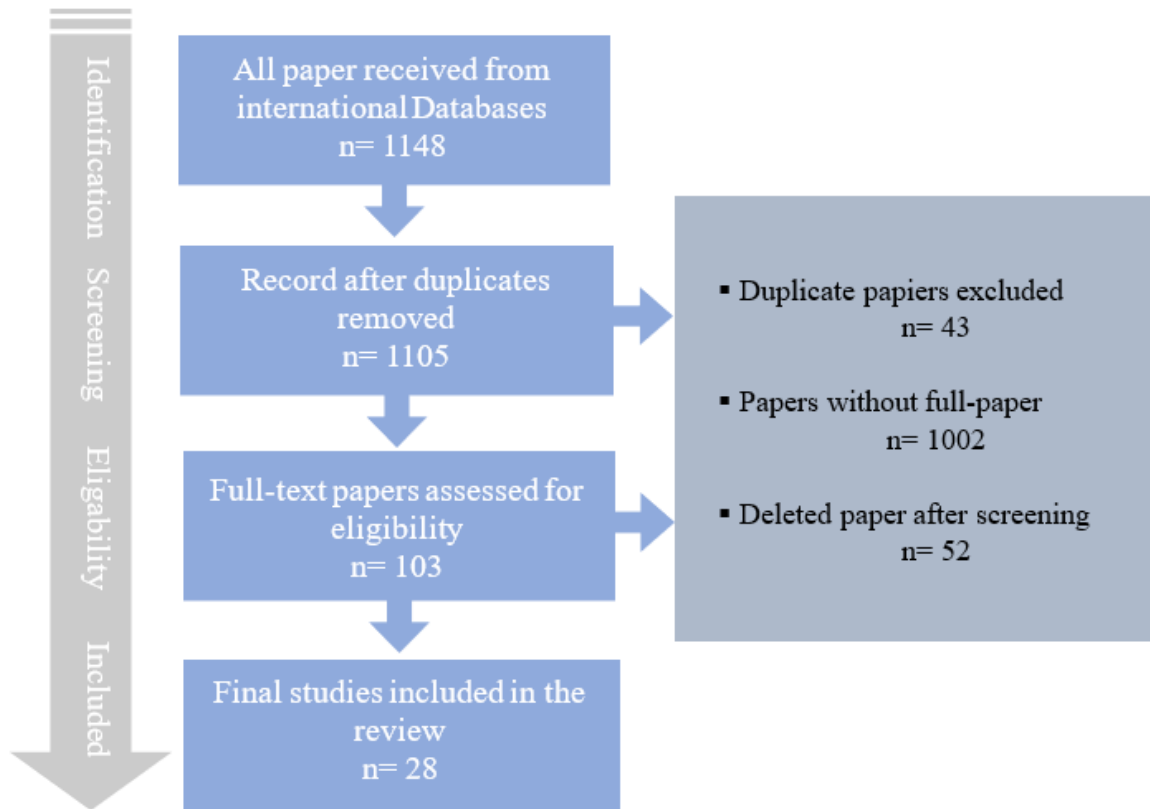 Identification
Screening
Eligability
Included
All paper received from
international Databases
n= 1148
Record after duplicates
removed
n= 1105
Full-text papers assessed for
eligibility
n= 103
Final studies included in the
review
n= 28
▪ Duplicate papiers excluded
n= 43
▪ Papers without full-paper
n= 1002
▪ Deleted paper after screening
n= 52